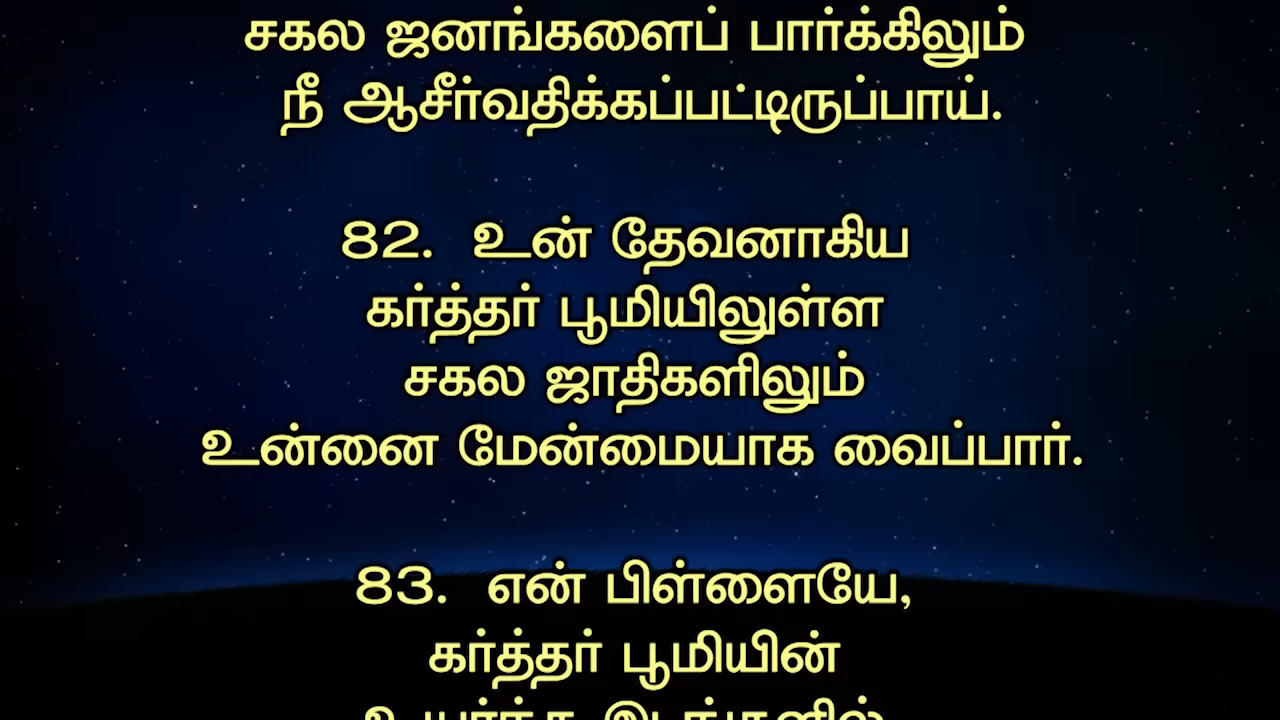 சகல ஜனங்களைப் பார்க்கிலும்
நீ ஆசீர்வதிக்கப்பட்டிருப்பாய்.
82. உன் தேவனாகிய
கர்த்தர் பூமியிலுள்ள
சகல ஜாதிகளிலும்
உன்னை மேன்மையாக வைப்பார்.
83. என் பிள்ளையே,
கர்த்தர் பூமியின்